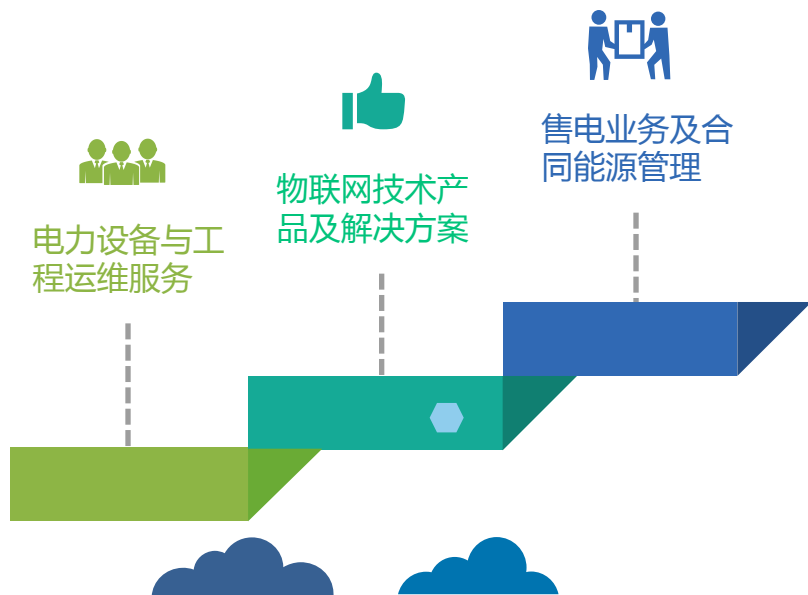 电力设备与工
程运维服务
物联网技术产
品及解决方案
售电业务及合
同能源管理